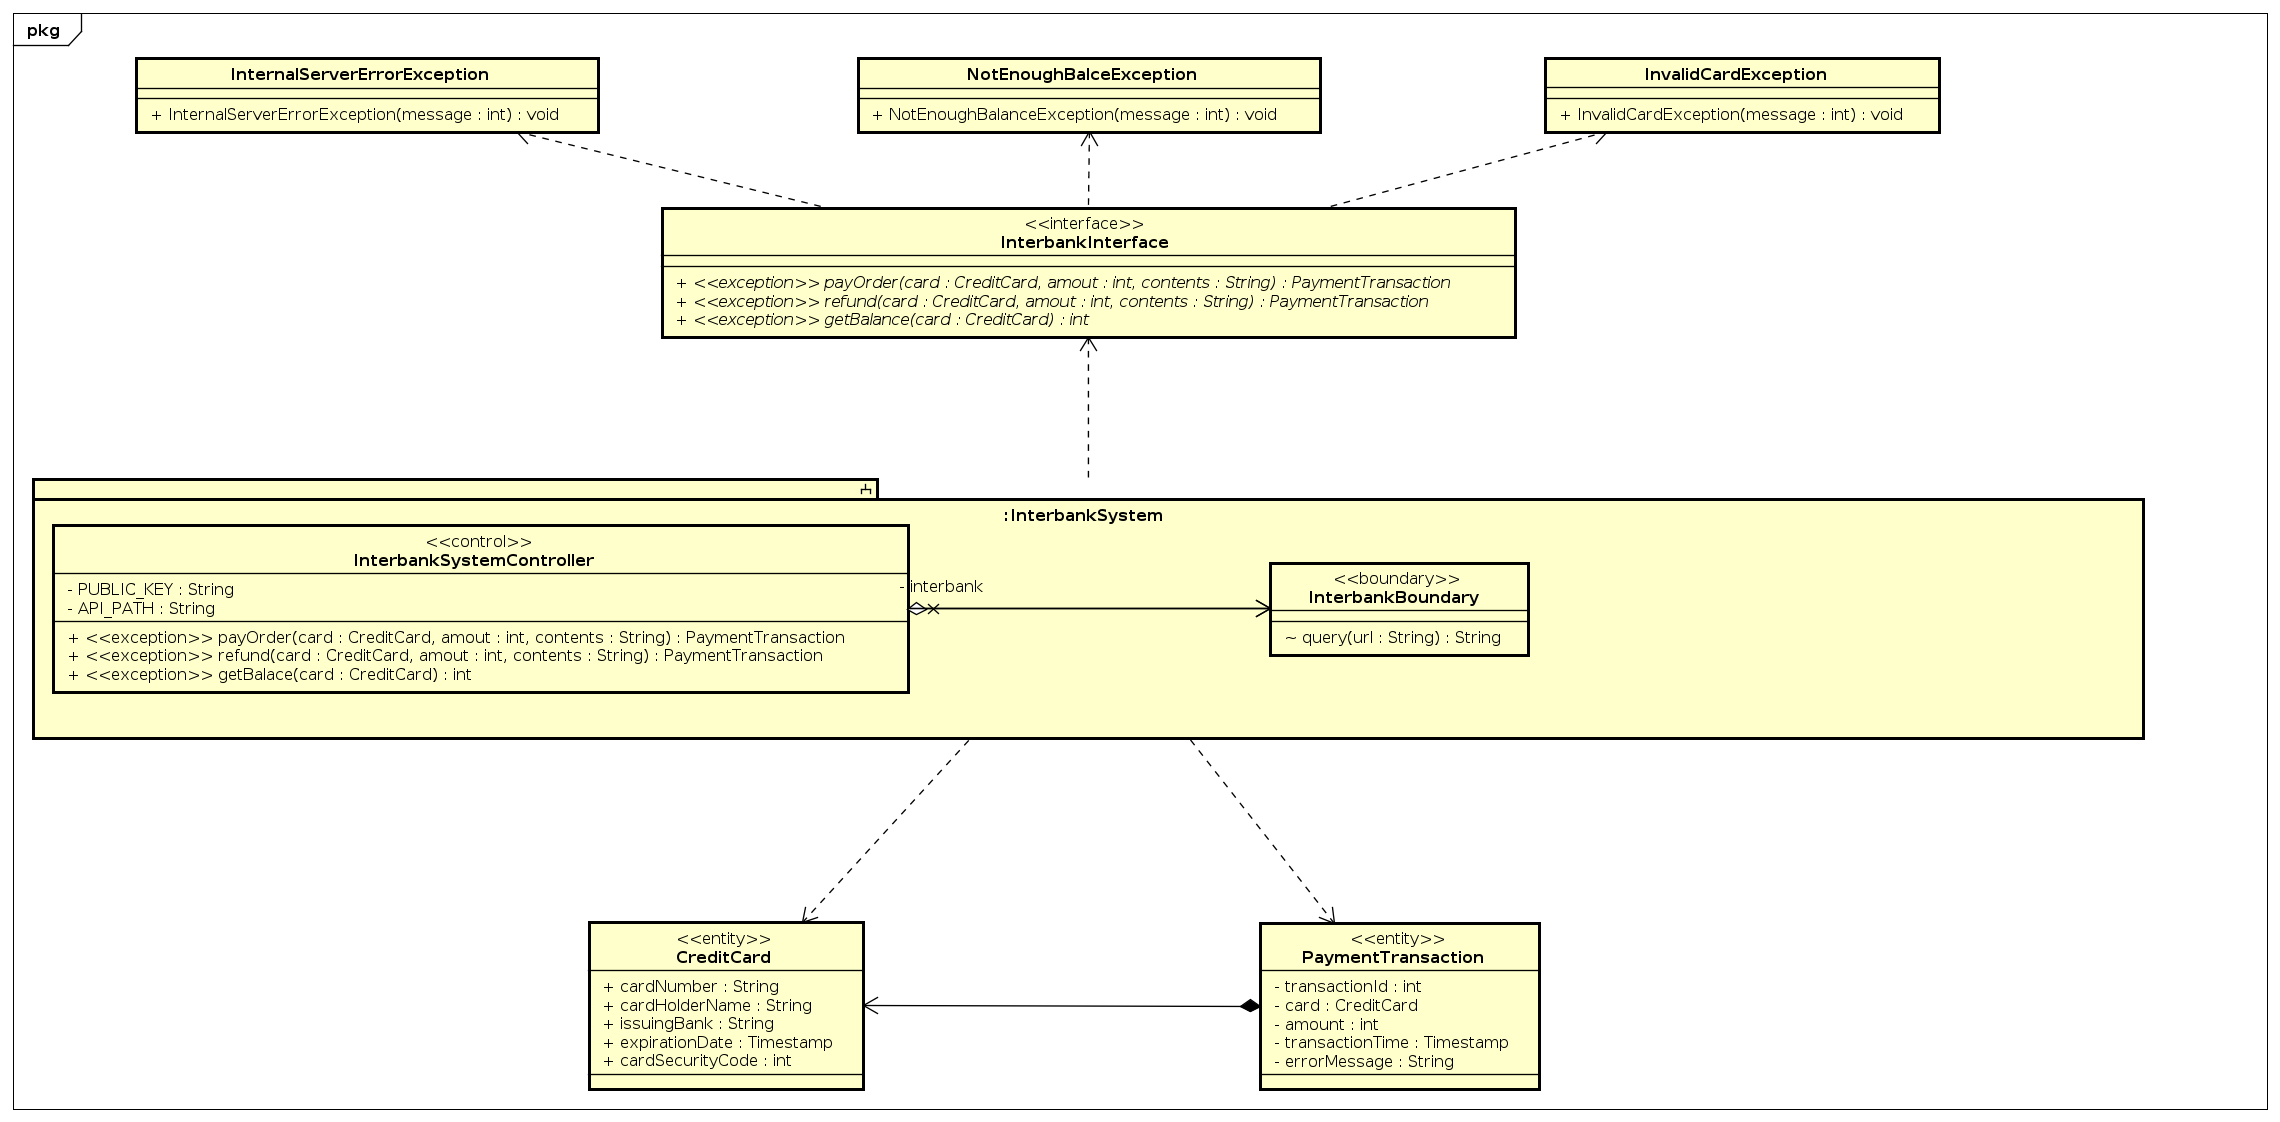 pkg
InternalServerErrorException
+ InternalServerErrorException(message : int) : void
NotEnoughBalceException
+ NotEnoughBalanceException(message : int) : void
InvalidCardException
+ InvalidCardException(message : int) : void
<<interface>>
InterbankInterface
+ <<exception>> payOrder(card : CreditCard, amout : int, contents : String) : PaymentTransaction
+ <<exception>> refund(card : CreditCard, amout : int, contents : String) : PaymentTransaction
+ <<exception>> getBalance(card : CreditCard) : int
:InterbankSystem
<<control>>
InterbankSystemController
- PUBLIC_KEY : String
- API_PATH : String
+ <<exception>> payOrder(card : CreditCard, amout : int, contents : String) : PaymentTransaction
+ <<exception>> refund(card : CreditCard, amout : int, contents : String) : PaymentTransaction
+ <<exception>> getBalace(card : CreditCard) : int
- interbank
<<boundary>>
InterbankBoundary
~ query(url : String) : String
<<entity>>
CreditCard
+ cardNumber : String
+ cardHolderName : String
+ issuingBank : String
+ expirationDate : Timestamp
+ cardSecurityCode : int
<<entity>>
PaymentTransaction
- transactionId : int
- card : CreditCard
- amount : int
- transactionTime : Timestamp
- errorMessage : String